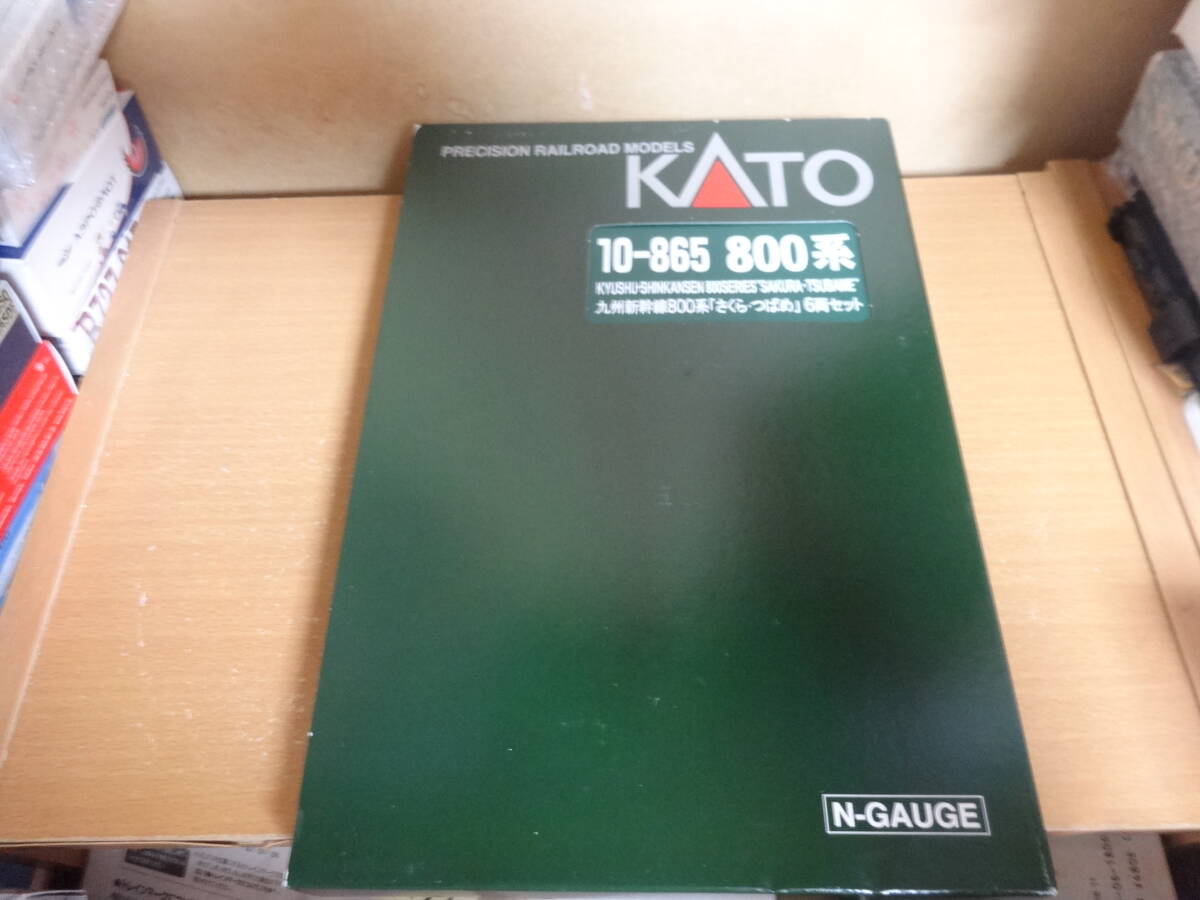 PRECISION RAILROAD MODELS
KATO
10-865 800系
KYUSHU-SHINKANSEN 800SERIES "SAKURA・TSUBAME"
九州新幹線800系「さくら・つばめ」6両セット
N-GAUGE